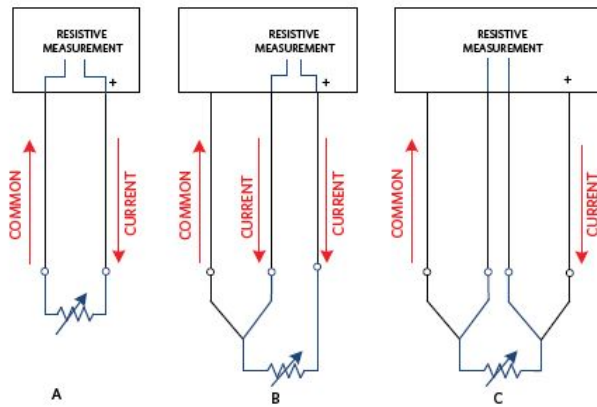 RESISTIVE
MEASUREMENT
+
COMMON
CURRENT
A
RESISTIVE
MEASUREMENT
+
COMMON
CURRENT
CURRENT
B
RESISTIVE
MEASUREMENT
+
COMMON
CURRENT
C